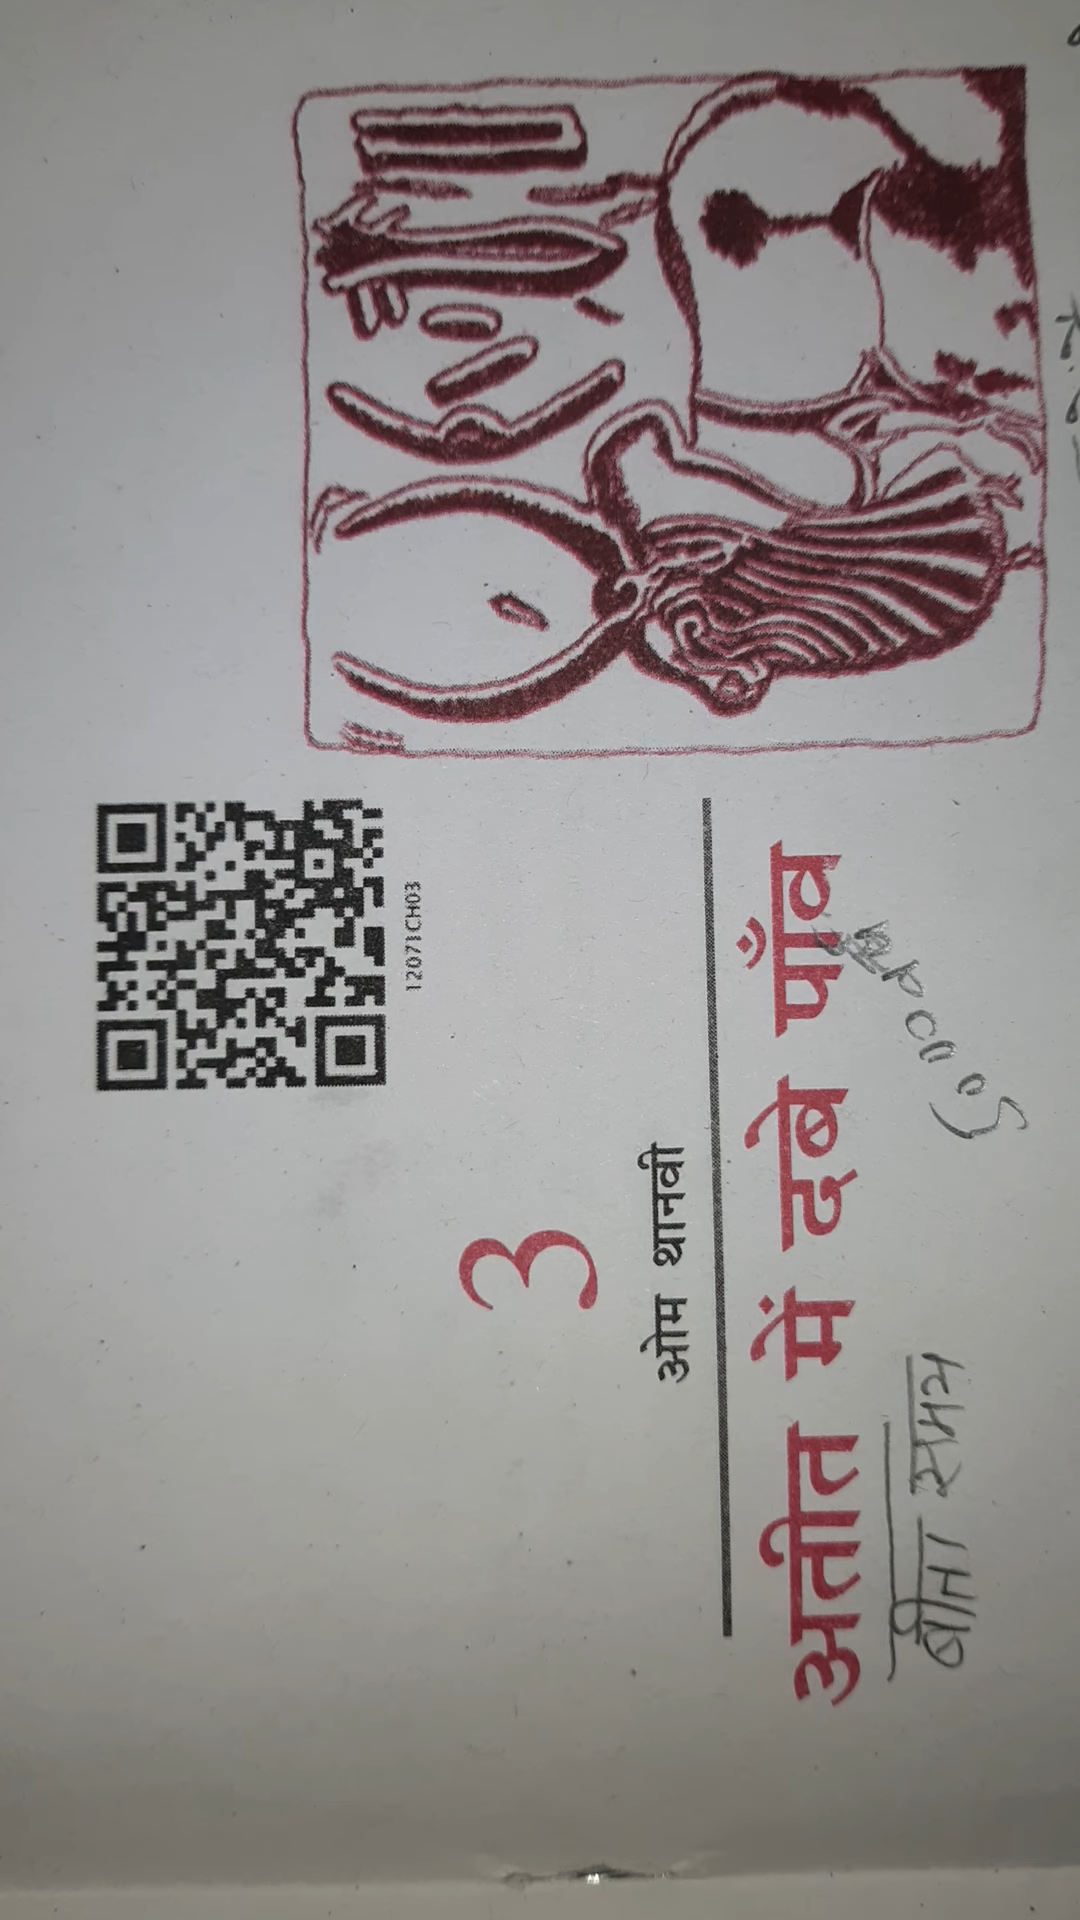 12071CH03
3
ओम थानवी
अतीत में दबे पाँव
बीता समय